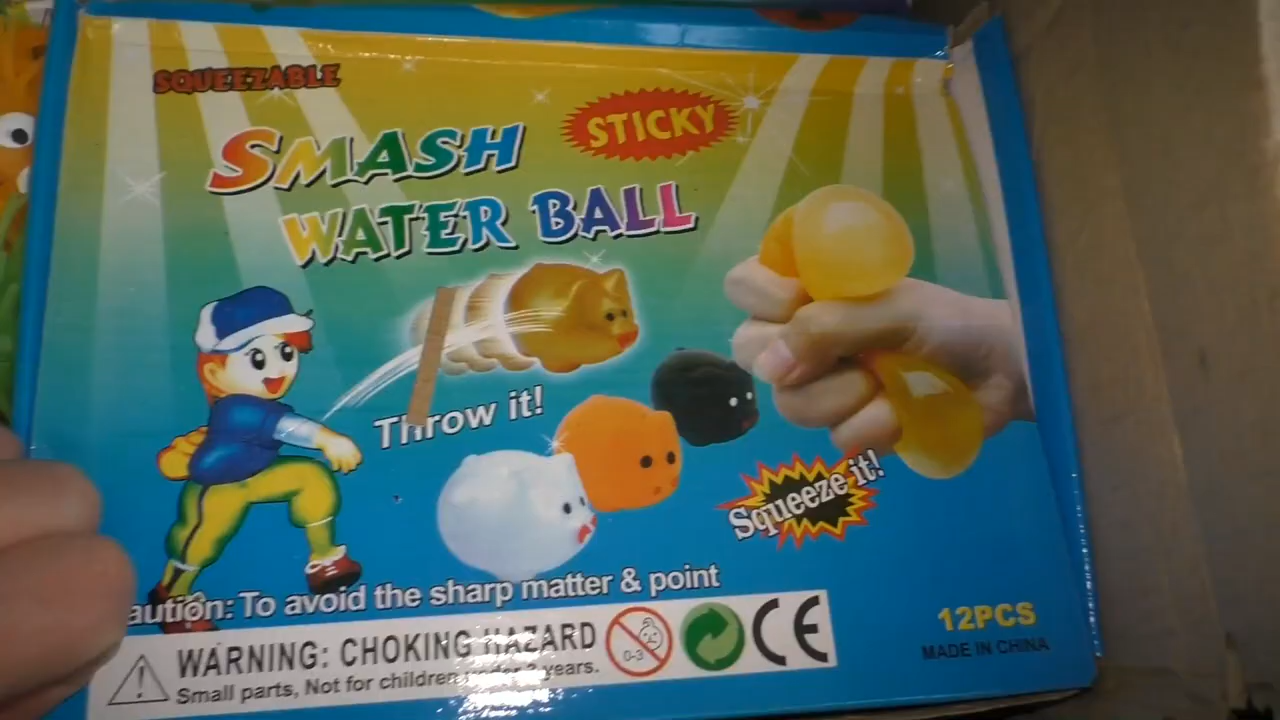 SQUEEZABLE
STICKY
SMASH
WATER BALL
Throw it!
Squeeze it!
aution: To avoid the sharp matter & point
WARNING: CHOKING HAZARD
Small parts, Not for children under 3 years.
0-3
CE
12PCS
MADE IN CHINA